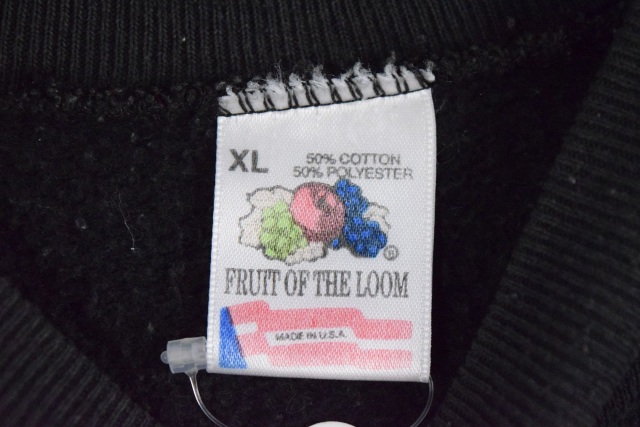 XL
50% COTTON
50% POLYESTER
®
FRUIT OF THE LOOM
MADE IN U.S.A.